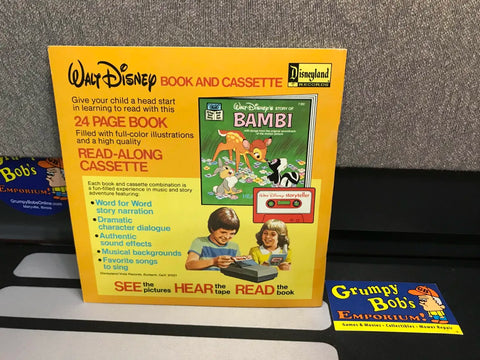 WALT DISNEY BOOK AND CASSETTE
Disneyland
RECORDS
Give your child a head start
in learning to read with this
24 PAGE BOOK
Filled with full-color illustrations
and a high quality
READ-ALONG
CASSETTE
WALT DISNEY'S STORY OF
BAMBI
Each book and cassette combination is
a fun-filled experience in music and story
adventure featuring:
• Word for Word
story narration
• Dramatic
character dialogue
• Authentic
sound effects
• Musical backgrounds
• Favorite songs
to sing
WALT DISNEY storyteller
SEE the pictures HEAR the tape READ the book
Bob's
EMPORIUM!
GrumpyBobsOnline.com
Maryville, Illinois
Grumpy
Bob's
EMPORIUM!
Games & Movies • Collectibles • Mower Repair